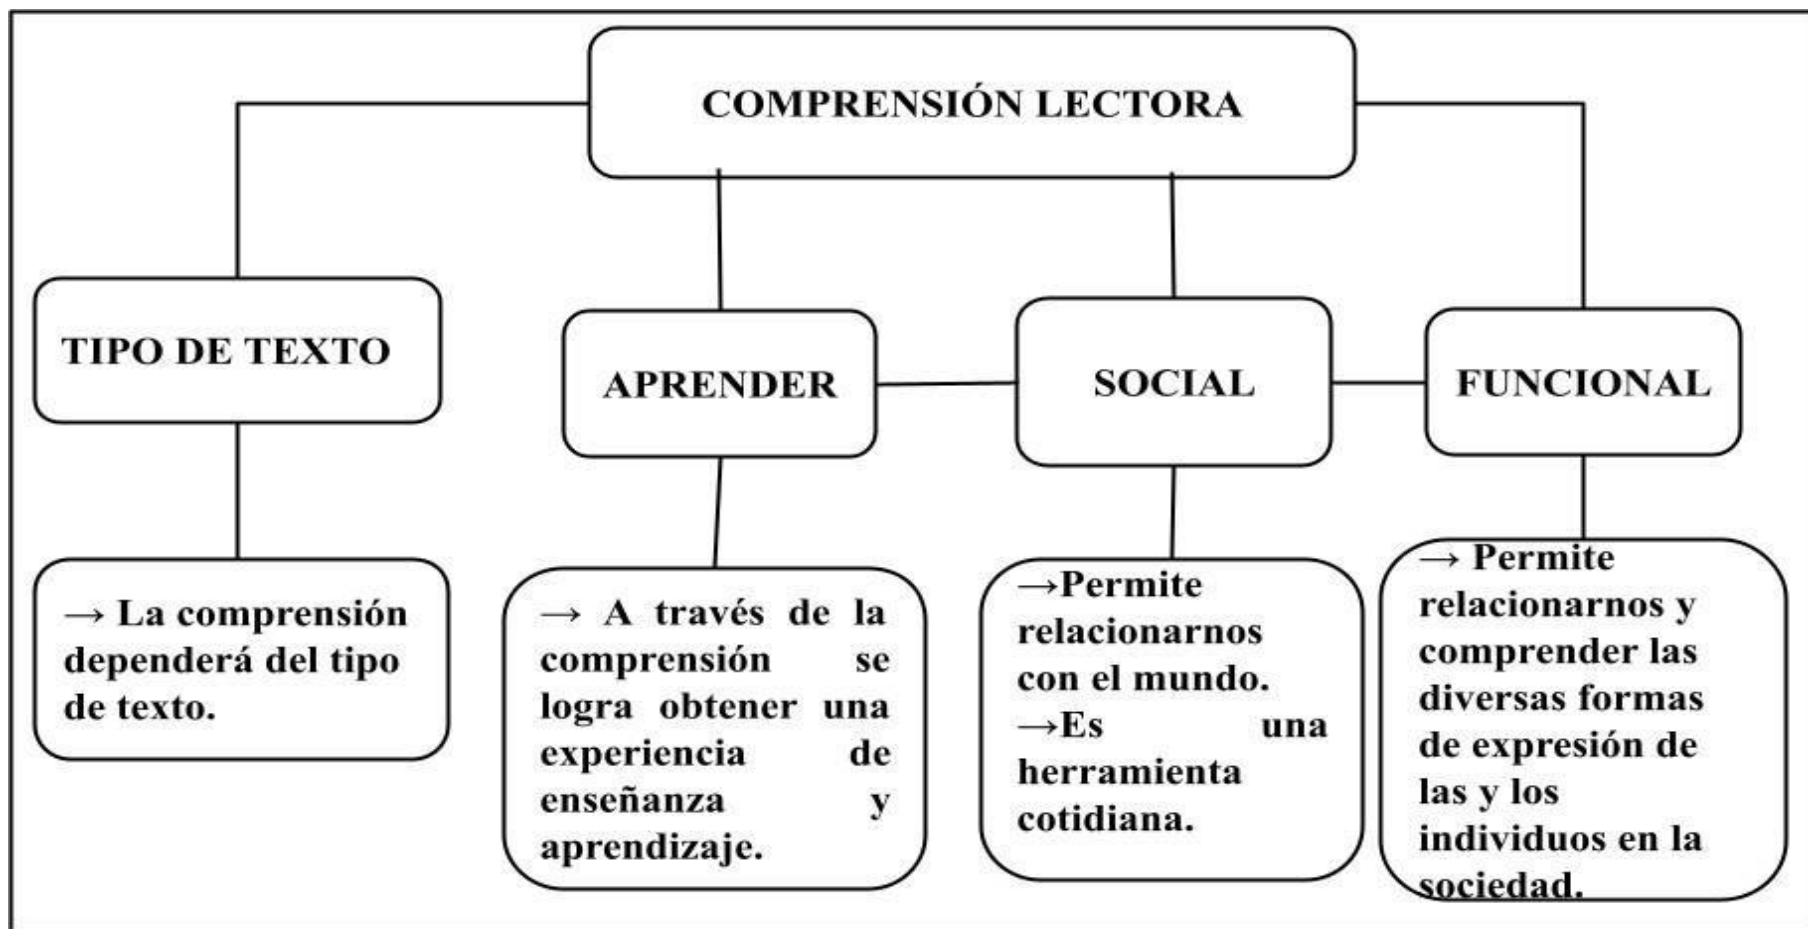 COMPRENSIÓN LECTORA
TIPO DE TEXTO
APRENDER
SOCIAL
FUNCIONAL
→ La comprensión
dependerá del tipo
de texto.
→ A través de la
comprensión se
logra obtener una
experiencia de
enseñanza y
aprendizaje.
→Permite
relacionarnos
con el mundo.
→Es una
herramienta
cotidiana.
→ Permite
relacionarnos y
comprender las
diversas formas
de expresión de
las y los
individuos en la
sociedad.